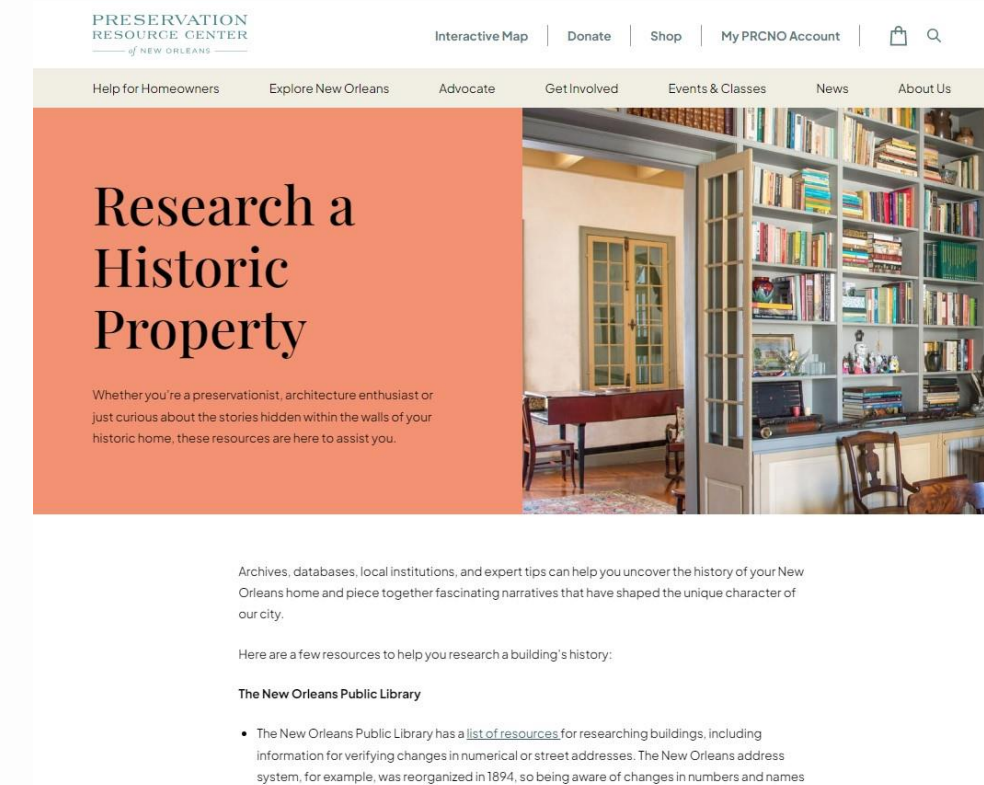 PRESERVATION
RESOURCE CENTER
of NEW ORLEANS
Interactive Map
Donate
Shop
My PRCNO Account
Help for Homeowners
Explore New Orleans
Advocate
Get Involved
Events & Classes
News
About Us
Research a
Historic
Property
Whether you're a preservationist, architecture enthusiast or
just curious about the stories hidden within the walls of your
historic home, these resources are here to assist you.
Archives, databases, local institutions, and expert tips can help you uncover the history of your New
Orleans home and piece together fascinating narratives that have shaped the unique character of
our city.
Here are a few resources to help you research a building's history:
The New Orleans Public Library
• The New Orleans Public Library has a list of resources for researching buildings, including
information for verifying changes in numerical or street addresses. The New Orleans address
system, for example, was reorganized in 1894, so being aware of changes in numbers and names